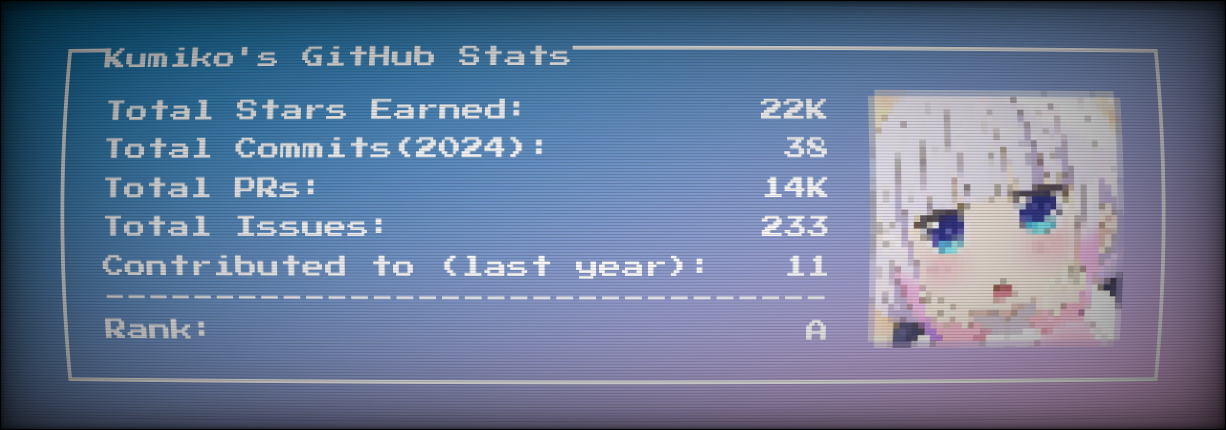 Kumiko's GitHub Stats
Total Stars Earned: 22K
Total Commits(2024): 38
Total PRs: 14K
Total Issues: 233
Contributed to (last year): 11
Rank: A